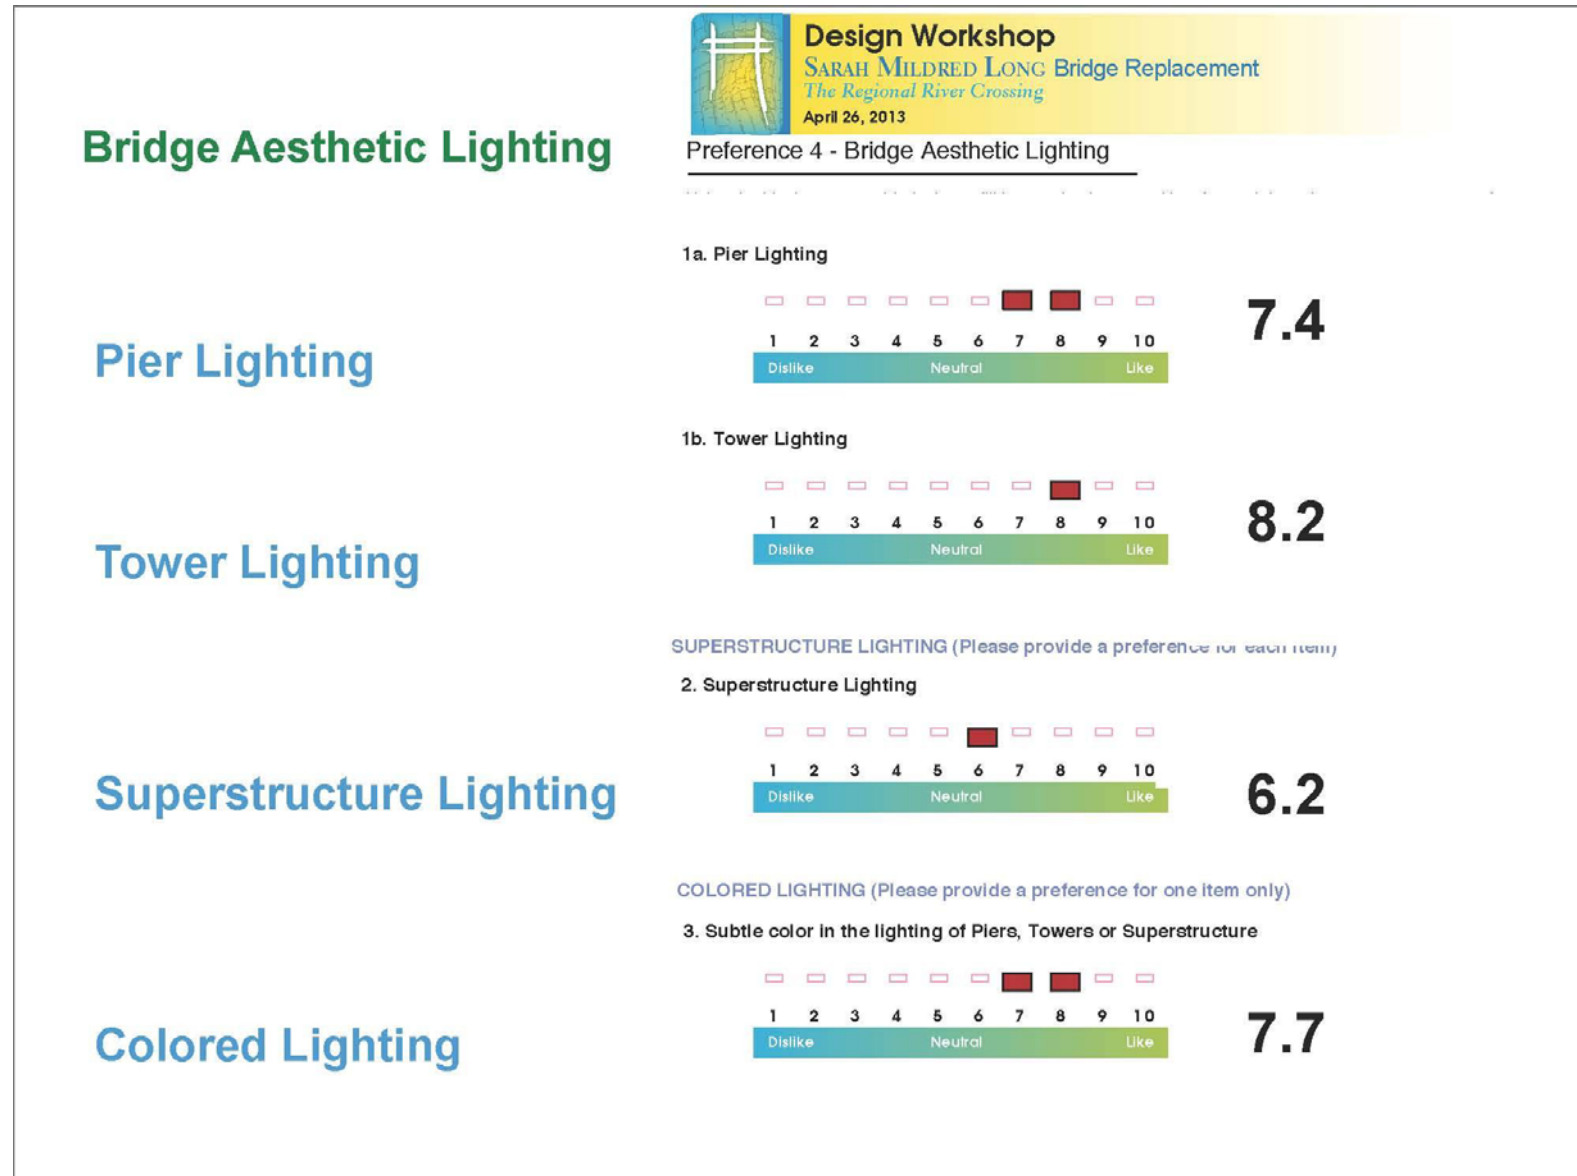 Bridge Aesthetic Lighting
Design Workshop
SARAH MILDRED LONG Bridge Replacement
The Regional River Crossing
April 26, 2013
Preference 4 - Bridge Aesthetic Lighting
1a. Pier Lighting
Pier Lighting
1 2 3 4 5 6 7 8 9 10
Dislike Neutral Like
7.4
1b. Tower Lighting
Tower Lighting
1 2 3 4 5 6 7 8 9 10
Dislike Neutral Like
8.2
SUPERSTRUCTURE LIGHTING (Please provide a preference for each item)
2. Superstructure Lighting
Superstructure Lighting
1 2 3 4 5 6 7 8 9 10
Dislike Neutral Like
6.2
COLORED LIGHTING (Please provide a preference for one item only)
3. Subtle color in the lighting of Piers, Towers or Superstructure
Colored Lighting
1 2 3 4 5 6 7 8 9 10
Dislike Neutral Like
7.7